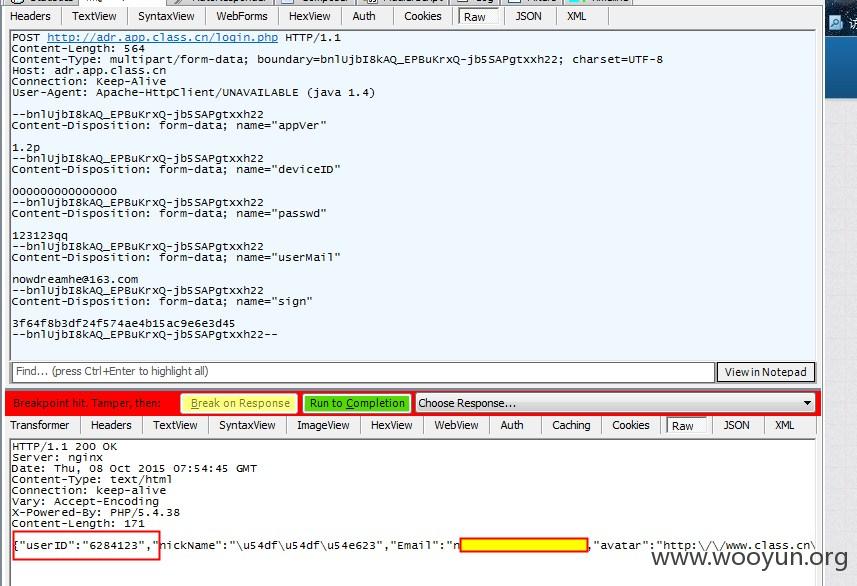 Headers TextView SyntaxView WebForms HexView Auth Cookies Raw JSON XML
POST http://adr.app.class.cn/login.php HTTP/1.1
Content-Length: 564
Content-Type: multipart/form-data; boundary=bnlUjbI8kAQ_EPBuKrxQ-jb5SAPgtxxh22; charset=UTF-8
Host: adr.app.class.cn
Connection: Keep-Alive
User-Agent: Apache-HttpClient/UNAVAILABLE (java 1.4)
--bnlUjbI8kAQ_EPBuKrxQ-jb5SAPgtxxh22
Content-Disposition: form-data; name="appVer"
1.2p
--bnlUjbI8kAQ_EPBuKrxQ-jb5SAPgtxxh22
Content-Disposition: form-data; name="deviceID"
000000000000000
--bnlUjbI8kAQ_EPBuKrxQ-jb5SAPgtxxh22
Content-Disposition: form-data; name="passwd"
123123qq
--bnlUjbI8kAQ_EPBuKrxQ-jb5SAPgtxxh22
Content-Disposition: form-data; name="userMail"
nowdreamhe@163.com
--bnlUjbI8kAQ_EPBuKrxQ-jb5SAPgtxxh22
Content-Disposition: form-data; name="sign"
3f64f8b3df24f574ae4b15ac9e6e3d45
--bnlUjbI8kAQ_EPBuKrxQ-jb5SAPgtxxh22--
Find... (press Ctrl+Enter to highlight all) View in Notepad
Breakpoint hit. Tamper, then: Break on Response Run to Completion Choose Response...
Transformer Headers TextView SyntaxView ImageView HexView WebView Auth Caching Cookies Raw JSON XML
HTTP/1.1 200 OK
Server: nginx
Date: Thu, 08 Oct 2015 07:54:45 GMT
Content-Type: text/html
Connection: keep-alive
Vary: Accept-Encoding
X-Powered-By: PHP/5.4.38
Content-Length: 171
{"userID":"6284123","nickName":"\u54df\u54df\u54e623","Email":"n ,"avatar":"http:\/\/www.class.cn\
www.wooyun.org